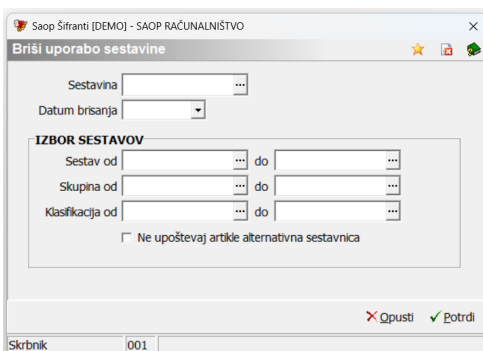 Saop Šifranti [DEMO] - SAOP RAČUNALNIŠTVO
Briši uporabo sestavine
Sestavina ...
Datum brisanja
IZBOR SESTAVOV
Sestav od ... do ...
Skupina od ... do ...
Klasifikacija od ... do ...
Ne upoštevaj artikle alternativna sestavnica
Opusti Potrdi
Skrbnik 001